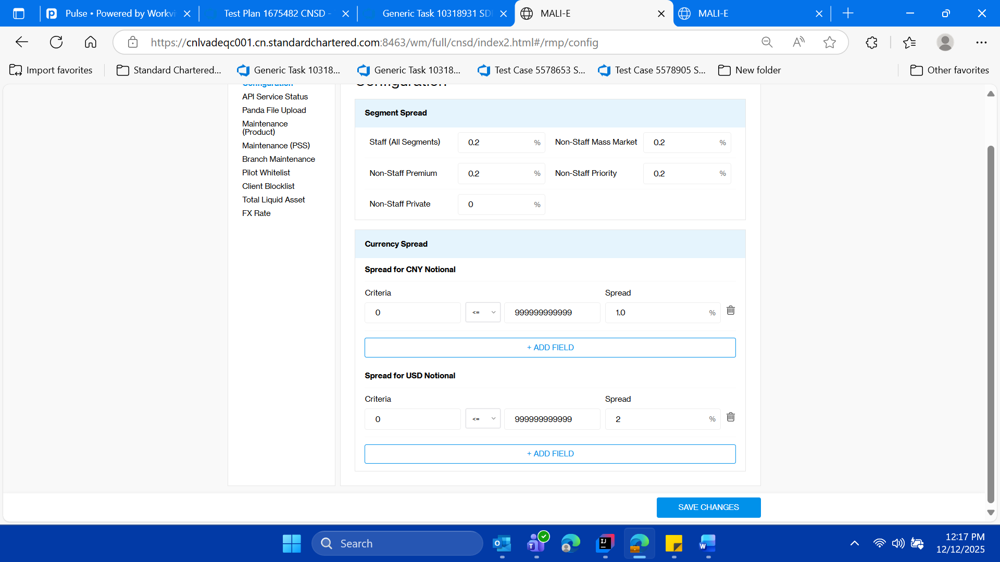 Pulse • Powered by Workvi
Test Plan 1675482 CNSD -
Generic Task 10318931 SD
MALI-E
MALI-E
https://cnlvadeqc001.cn.standardchartered.com:8463/wm/full/cnsd/index2.html#/rmp/config
Import favorites
Standard Chartered...
Generic Task 10318...
Generic Task 10318...
Test Case 5578653 S...
Test Case 5578905 S...
New folder
Other favorites
Configuration
API Service Status
Panda File Upload
Maintenance
(Product)
Maintenance (PSS)
Branch Maintenance
Pilot Whitelist
Client Blocklist
Total Liquid Asset
FX Rate
Configuration
Segment Spread
Staff (All Segments) 0.2 % Non-Staff Mass Market 0.2 %
Non-Staff Premium 0.2 % Non-Staff Priority 0.2 %
Non-Staff Private 0 %
Currency Spread
Spread for CNY Notional
Criteria Spread
0 <= 999999999999 1.0 %
+ ADD FIELD
Spread for USD Notional
Criteria Spread
0 <= 999999999999 2 %
+ ADD FIELD
SAVE CHANGES
Search
12:17 PM
12/12/2025